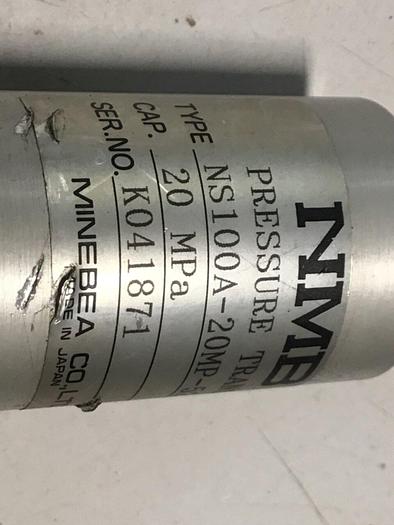 NMB
PRESSURE TRA
TYPE NS100A-20MP-
CAP. 20 MPa
SER.NO. K041871
MINEBEA CO.,LT
MADE IN JAPAN